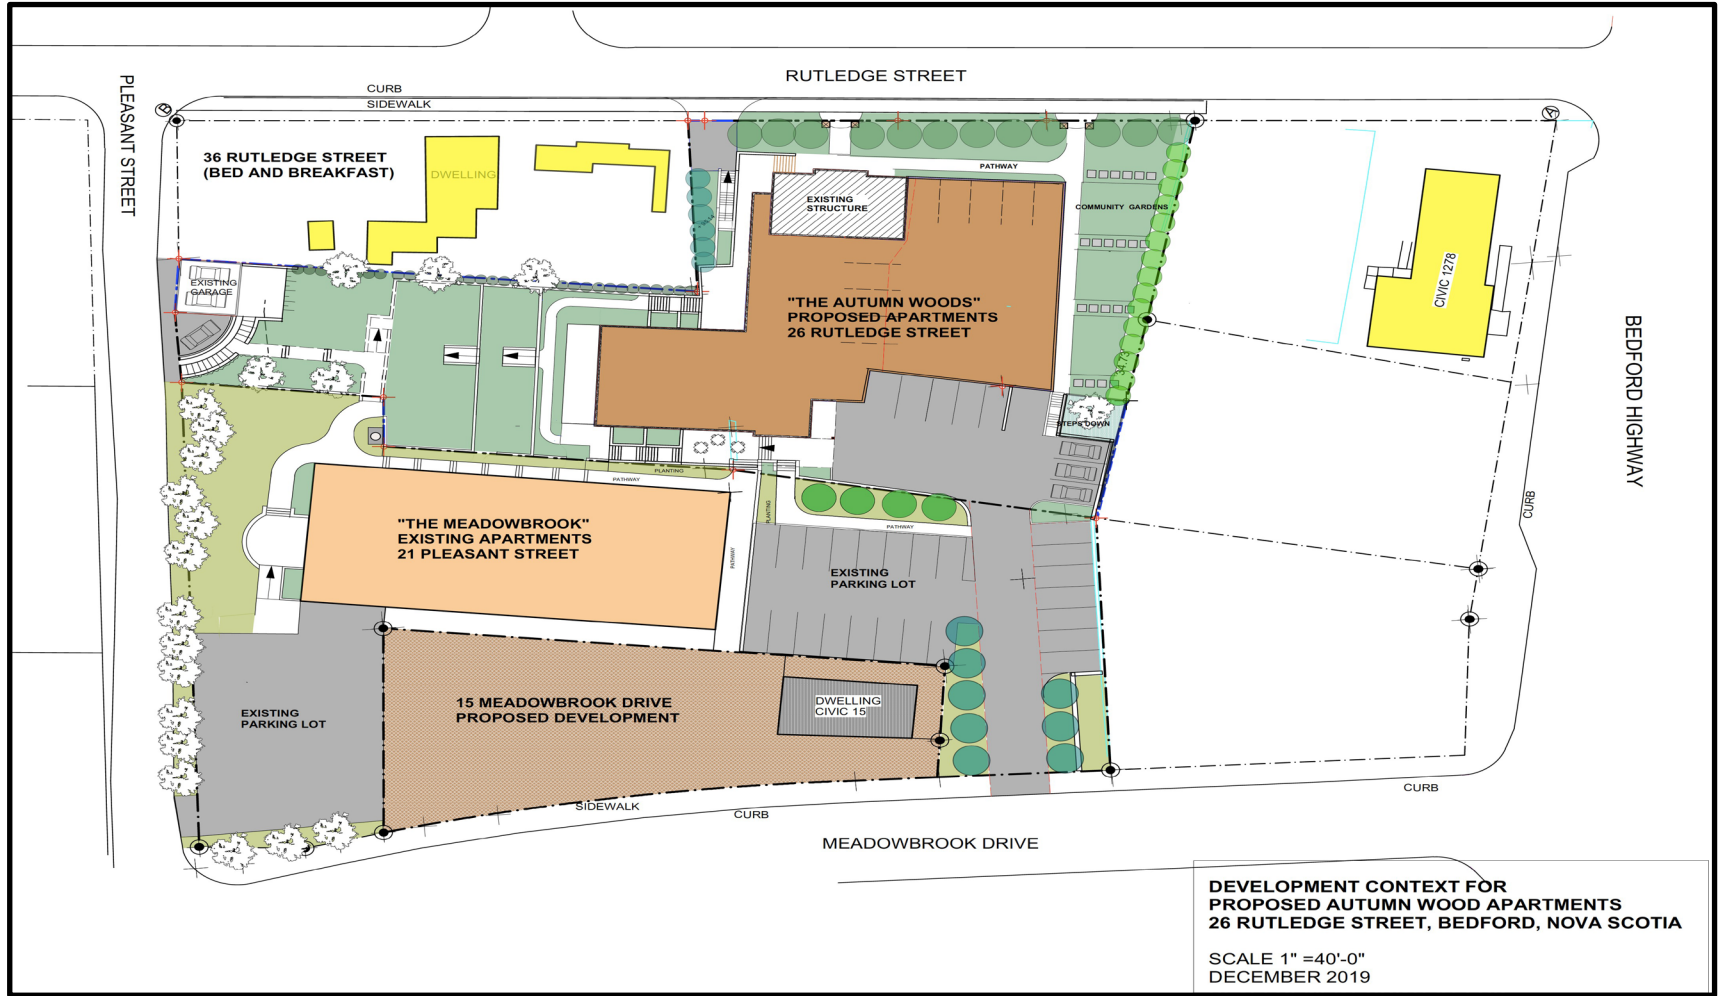 RUTLEDGE STREET
CURB
SIDEWALK
PLEASANT STREET
B
A
36 RUTLEDGE STREET
(BED AND BREAKFAST)
DWELLING
PATHWAY
EXISTING
STRUCTURE
COMMUNITY GARDENS
EXISTING
GARAGE
CIVIC 1278
"THE AUTUMN WOODS"
PROPOSED APARTMENTS
26 RUTLEDGE STREET
34.73
BEDFORD HIGHWAY
STEPS DOWN
PLANTING
PATHWAY
PLANTING
PATHWAY
PATHWAY
CURB
"THE MEADOWBROOK"
EXISTING APARTMENTS
21 PLEASANT STREET
EXISTING
PARKING LOT
15 MEADOWBROOK DRIVE
PROPOSED DEVELOPMENT
DWELLING
CIVIC 15
EXISTING
PARKING LOT
SIDEWALK
CURB
CURB
MEADOWBROOK DRIVE
DEVELOPMENT CONTEXT FOR
PROPOSED AUTUMN WOOD APARTMENTS
26 RUTLEDGE STREET, BEDFORD, NOVA SCOTIA
SCALE 1" =40'-0"
DECEMBER 2019